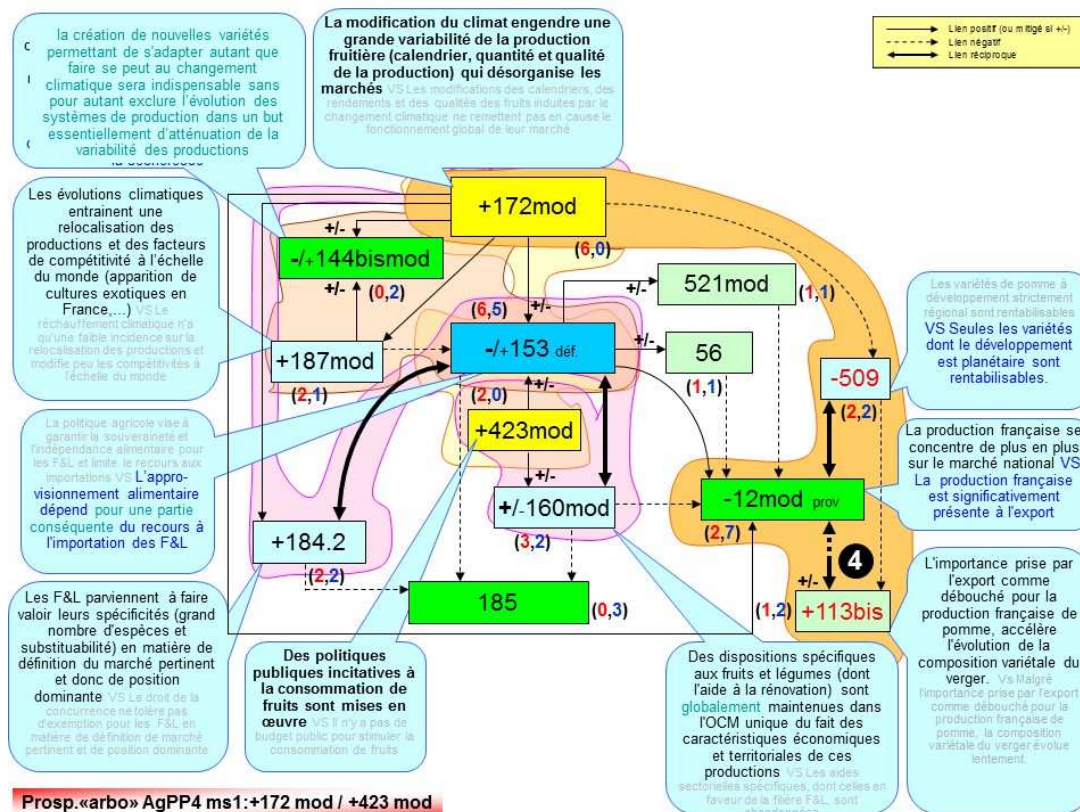 la création de nouvelles variétés
permettant de s'adapter autant que
faire se peut au changement
climatique sera indispensable sans
pour autant exclure l'évolution des
systèmes de production dans un but
essentiellement d'atténuation de la
variabilité des productions
La modification du climat engendre une
grande variabilité de la production
fruitière (calendrier, quantité et qualité
de la production) qui désorganise les
marchés VS Les modifications des calendriers, des
rendements et des qualités des fruits induites par le
changement climatique ne remettent pas en cause le
fonctionnement global de leur marché
Lien positif (ou mitigé si +/-)
Lien négatif
Lien réciproque
Les évolutions climatiques
entrainent une
relocalisation des
productions et des facteurs
de compétitivité à l'échelle
du monde (apparition de
cultures exotiques en
France,...) VS Le
réchauffement climatique n'a
qu'une faible incidence sur la
relocalisation des productions et
modifie peu les compétitivités à
l'échelle du monde
+172mod
(6,0)
+/-
-/+144bismod
+/-
(0,2)
+/-
521mod
(1,1)
+/-
(6,5)
-/+153 déf.
56
(1,1)
+187mod
(2,1)
-509
(2,2)
Les variétés de pomme à
développement strictement
régional sont rentabilisables
VS Seules les variétés
dont le développement
est planétaire sont
rentabilisables.
La politique agricole vise à
garantir la souveraineté et
l'indépendance alimentaire pour
les F&L et limite le recours aux
importations VS L'appro-
visionnement alimentaire
dépend pour une partie
conséquente du recours à
l'importation des F&L
(2,0)
+/-
+423mod
+/-
+/-160mod
(3,2)
-12mod prov
(2,7)
La production française se
concentre de plus en plus
sur le marché national VS
La production française
est significativement
présente à l'export
+184.2
(2,2)
185
(0,3)
4
+/-
(1,2)
+113bis
Les F&L parviennent à faire
valoir leurs spécificités (grand
nombre d'espèces et
substituabilité) en matière de
définition du marché pertinent
et donc de position
dominante VS Le droit de la
concurrence ne tolère pas
d'exemption pour les F&L en
matière de définition de marché
pertinent et de position dominante
Des politiques
publiques incitatives à
la consommation de
fruits sont mises en
œuvre VS Il n'y a pas de
budget public pour stimuler la
consommation de fruits
Des dispositions spécifiques
aux fruits et légumes (dont
l'aide à la rénovation) sont
globalement maintenues dans
l'OCM unique du fait des
caractéristiques économiques
et territoriales de ces
productions VS Les aides
sectorielles spécifiques, dont celles en
faveur de la filière F&L, sont
L'importance prise par
l'export comme
débouché pour la
production française de
pomme, accélère
l'évolution de la
composition variétale du
verger. Vs Malgré
l'importance prise par l'export
comme débouché pour la
production française de
pomme, la composition
variétale du verger évolue
lentement.
Prosp.«arbo» AgPP4 ms1:+172 mod / +423 mod